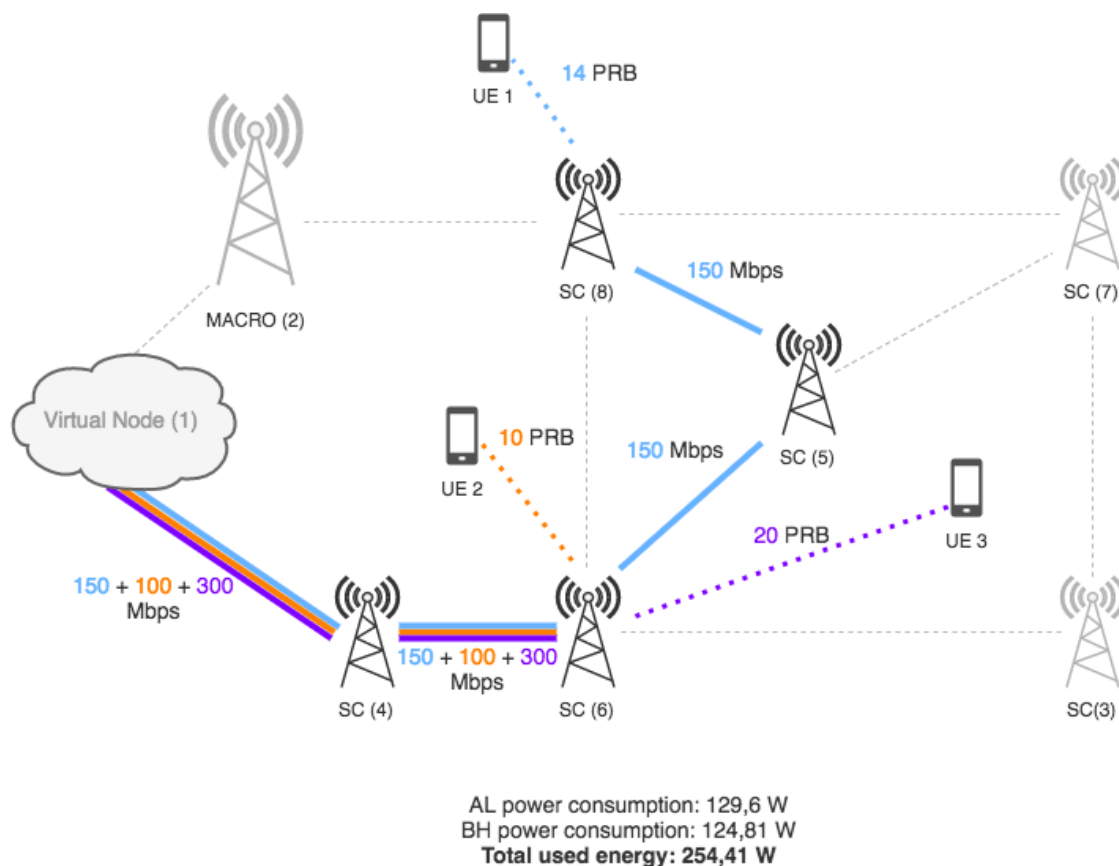 14 PRB
UE 1
MACRO (2)
SC (8)
SC (7)
150 Mbps
Virtual Node (1)
10 PRB
UE 2
150 Mbps
SC (5)
20 PRB
UE 3
150 + 100 + 300
Mbps
150 + 100 + 300
Mbps
SC (4)
SC (6)
SC(3)
AL power consumption: 129,6 W
BH power consumption: 124,81 W
Total used energy: 254,41 W